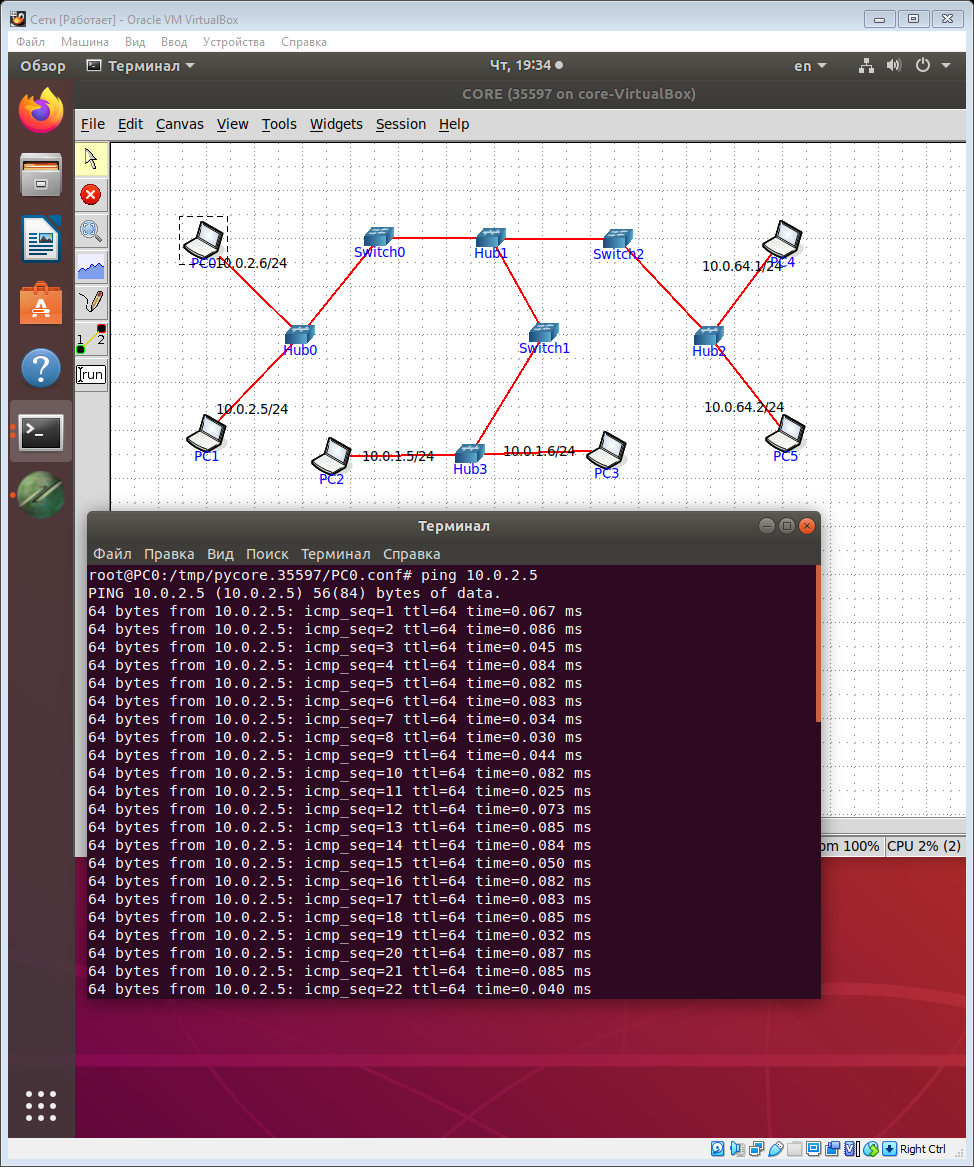 Сети [Работает] - Oracle VM VirtualBox
Файл Машина Вид Ввод Устройства Справка
Обзор Терминал Чт, 19:34 en
CORE (35597 on core-VirtualBox)
File Edit Canvas View Tools Widgets Session Help
PC0 10.0.2.6/24
Switch0
Hub1
Switch2
10.0.64.1/24
PC4
Hub0
Switch1
Hub2
1 2
run
10.0.2.5/24
PC1
10.0.1.5/24
PC2
Hub3
10.0.1.6/24
PC3
10.0.64.2/24
PC5
Терминал
Файл Правка Вид Поиск Терминал Справка
root@PC0:/tmp/pycore.35597/PC0.conf# ping 10.0.2.5
PING 10.0.2.5 (10.0.2.5) 56(84) bytes of data.
64 bytes from 10.0.2.5: icmp_seq=1 ttl=64 time=0.067 ms
64 bytes from 10.0.2.5: icmp_seq=2 ttl=64 time=0.086 ms
64 bytes from 10.0.2.5: icmp_seq=3 ttl=64 time=0.045 ms
64 bytes from 10.0.2.5: icmp_seq=4 ttl=64 time=0.084 ms
64 bytes from 10.0.2.5: icmp_seq=5 ttl=64 time=0.082 ms
64 bytes from 10.0.2.5: icmp_seq=6 ttl=64 time=0.083 ms
64 bytes from 10.0.2.5: icmp_seq=7 ttl=64 time=0.034 ms
64 bytes from 10.0.2.5: icmp_seq=8 ttl=64 time=0.030 ms
64 bytes from 10.0.2.5: icmp_seq=9 ttl=64 time=0.044 ms
64 bytes from 10.0.2.5: icmp_seq=10 ttl=64 time=0.082 ms
64 bytes from 10.0.2.5: icmp_seq=11 ttl=64 time=0.025 ms
64 bytes from 10.0.2.5: icmp_seq=12 ttl=64 time=0.073 ms
64 bytes from 10.0.2.5: icmp_seq=13 ttl=64 time=0.085 ms
64 bytes from 10.0.2.5: icmp_seq=14 ttl=64 time=0.084 ms
64 bytes from 10.0.2.5: icmp_seq=15 ttl=64 time=0.050 ms
64 bytes from 10.0.2.5: icmp_seq=16 ttl=64 time=0.082 ms
64 bytes from 10.0.2.5: icmp_seq=17 ttl=64 time=0.083 ms
64 bytes from 10.0.2.5: icmp_seq=18 ttl=64 time=0.085 ms
64 bytes from 10.0.2.5: icmp_seq=19 ttl=64 time=0.032 ms
64 bytes from 10.0.2.5: icmp_seq=20 ttl=64 time=0.087 ms
64 bytes from 10.0.2.5: icmp_seq=21 ttl=64 time=0.085 ms
64 bytes from 10.0.2.5: icmp_seq=22 ttl=64 time=0.040 ms
om 100% CPU 2% (2)
Right Ctrl